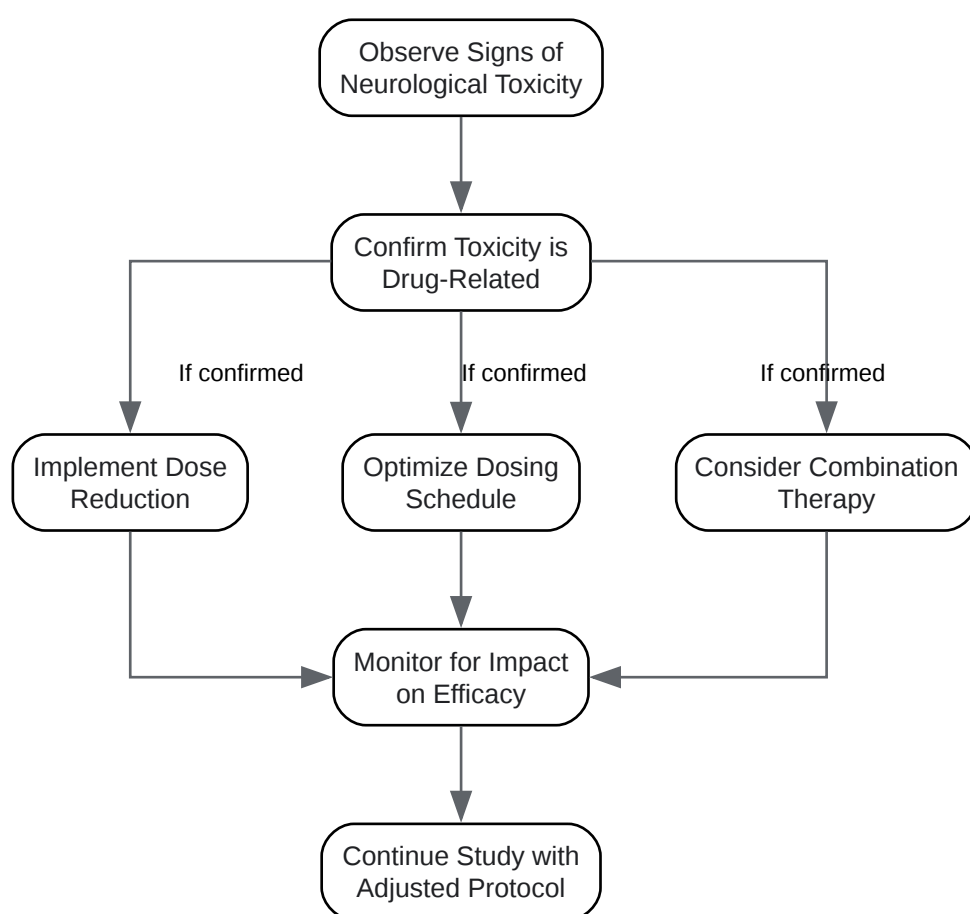 Observe Signs of
Neurological Toxicity
Confirm Toxicity is
Drug-Related
If confirmed
If confirmed
If confirmed
Implement Dose
Reduction
Optimize Dosing
Schedule
Consider Combination
Therapy
Monitor for Impact
on Efficacy
Continue Study with
Adjusted Protocol